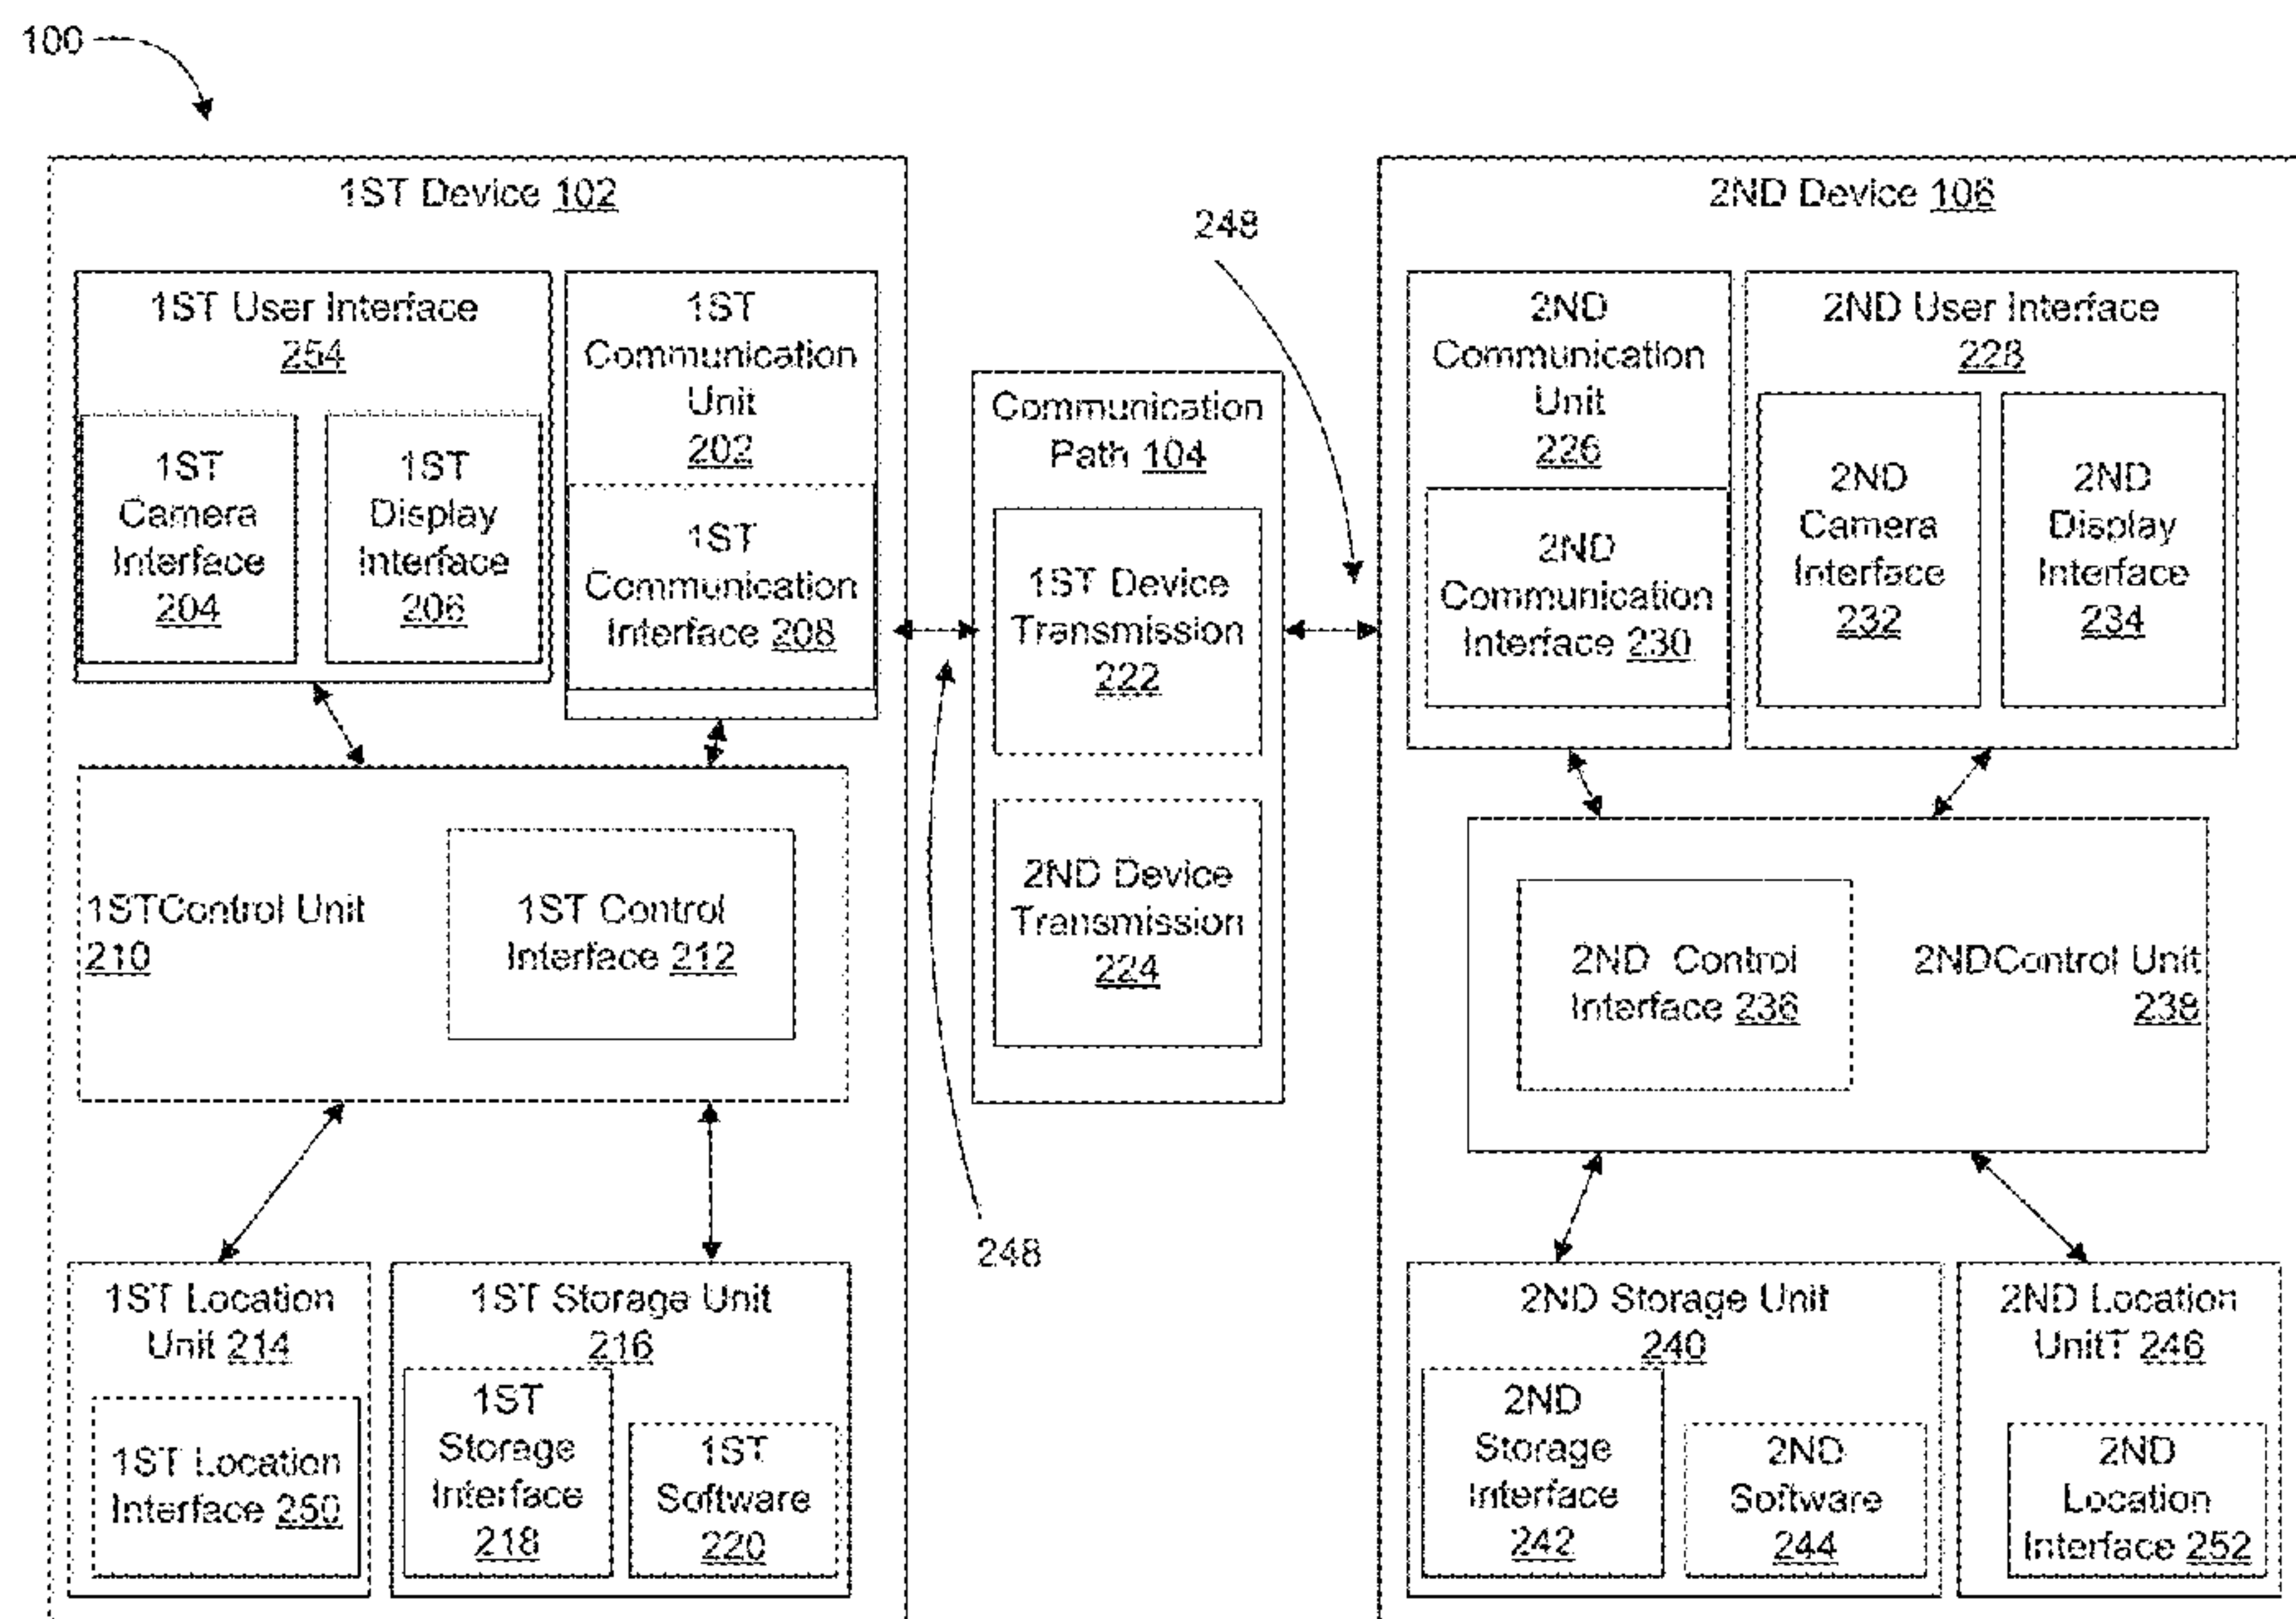 100
1ST Device 102
1ST User Interface
254
1ST
Camera
Interface
204
1ST
Display
Interface
206
1ST
Communication
Unit
202
1ST
Communication
Interface 208
1STControl Unit
210
1ST Control
Interface 212
1ST Location
Unit 214
1ST Location
Interface 250
1ST Storage Unit
216
1ST
Storage
Interface
218
1ST
Software
220
Communication
Path 104
1ST Device
Transmission
222
2ND Device
Transmission
224
248
248
2ND Device 106
2ND
Communication
Unit
226
2ND
Communication
Interface 230
2ND User Interface
228
2ND
Camera
Interface
232
2ND
Display
Interface
234
2ND Control
Interface 236
2NDControl Unit
238
2ND Storage Unit
240
2ND
Storage
Interface
242
2ND
Software
244
2ND Location
UnitT 246
2ND
Location
Interface 252